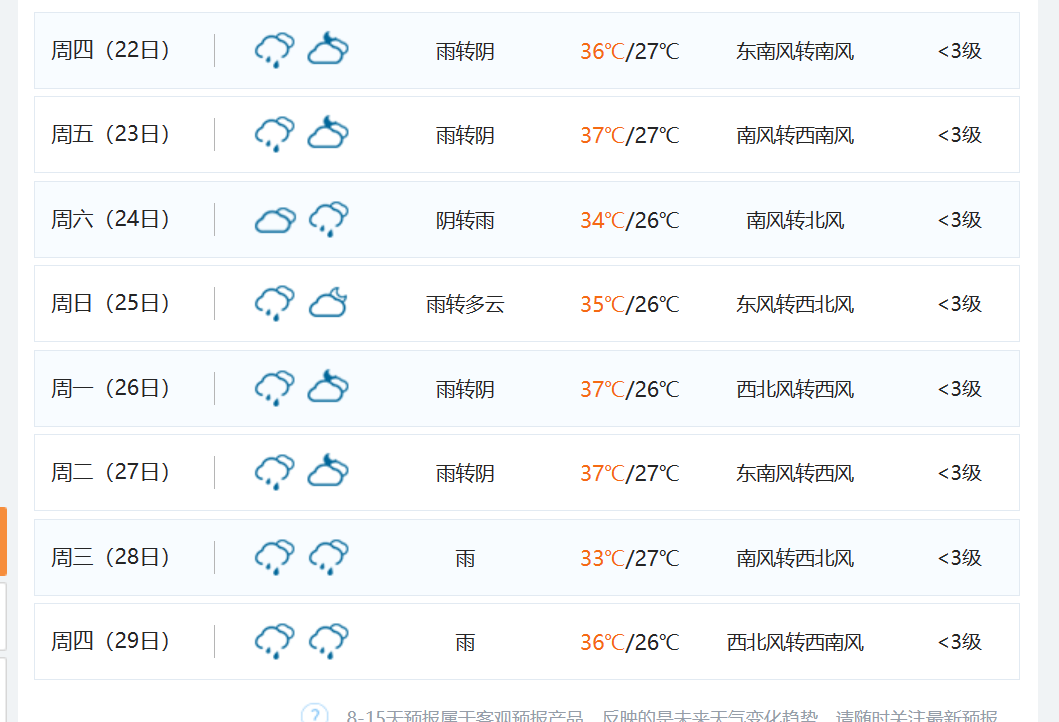 周四（22日） 雨转阴 36℃/27℃ 东南风转南风 <3级
周五（23日） 雨转阴 37℃/27℃ 南风转西南风 <3级
周六（24日） 阴转雨 34℃/26℃ 南风转北风 <3级
周日（25日） 雨转多云 35℃/26℃ 东风转西北风 <3级
周一（26日） 雨转阴 37℃/26℃ 西北风转西风 <3级
周二（27日） 雨转阴 37℃/27℃ 东南风转西风 <3级
周三（28日） 雨 33℃/27℃ 南风转西北风 <3级
周四（29日） 雨 36℃/26℃ 西北风转西南风 <3级
? 8-15天预报属于客观预报产品，反映的是未来天气变化趋势，请随时关注最新预报